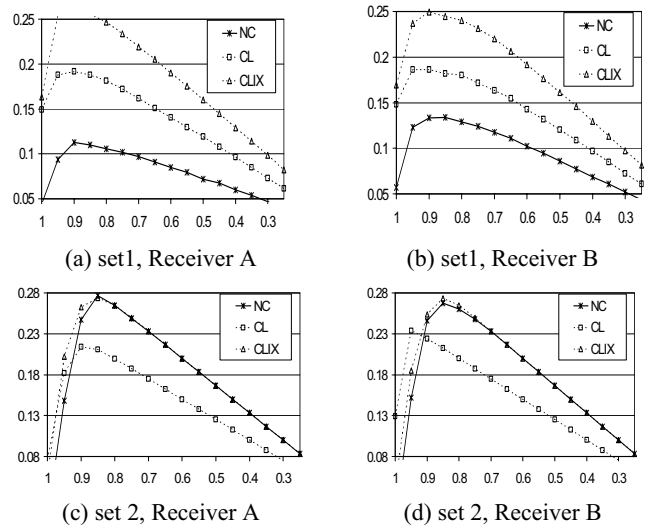 0.25
0.2
0.15
0.1
0.05
NC
CL
CLIX
1 0.9 0.8 0.7 0.6 0.5 0.4 0.3
(a) set1, Receiver A
0.25
0.2
0.15
0.1
0.05
NC
CL
CLIX
1 0.9 0.8 0.7 0.6 0.5 0.4 0.3
(b) set1, Receiver B
0.28
0.23
0.18
0.13
0.08
NC
CL
CLIX
1 0.9 0.8 0.7 0.6 0.5 0.4 0.3
(c) set 2, Receiver A
0.28
0.23
0.18
0.13
0.08
NC
CL
CLIX
1 0.9 0.8 0.7 0.6 0.5 0.4 0.3
(d) set 2, Receiver B